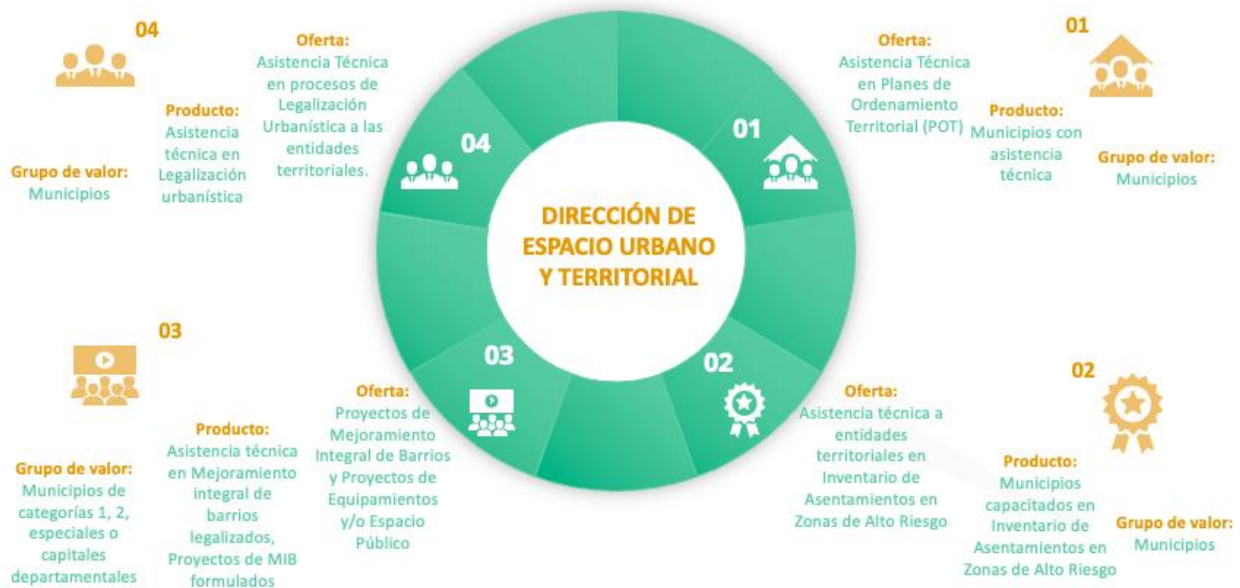 04
Oferta:
Asistencia Técnica
en procesos de
Legalización
Urbanística a las
entidades
territoriales.
Producto:
Asistencia
técnica en
Legalización
urbanística
Grupo de valor:
Municipios
01
Oferta:
Asistencia Técnica
en Planes de
Ordenamiento
Territorial (POT)
Producto:
Municipios con
asistencia
técnica
Grupo de valor:
Municipios
04
01
DIRECCIÓN DE
ESPACIO URBANO
Y TERRITORIAL
03
02
03
Oferta:
Proyectos de
Mejoramiento
Integral de Barrios
y Proyectos de
Equipamientos
y/o Espacio
Público
Producto:
Asistencia técnica
en Mejoramiento
integral de
barrios
legalizados,
Proyectos de MIB
formulados
Grupo de valor:
Municipios de
categorías 1, 2,
especiales o
capitales
departamentales
02
Oferta:
Asistencia técnica a
entidades
territoriales en
Inventario de
Asentamientos en
Zonas de Alto Riesgo
Producto:
Municipios
capacitados en
Inventario de
Asentamientos en
Zonas de Alto Riesgo
Grupo de valor:
Municipios